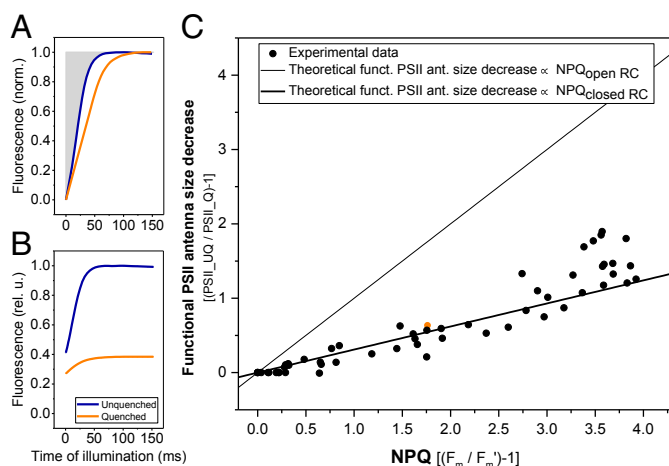 A
Fluorescence (norm.)
1.0
0.8
0.6
0.4
0.2
0.0
0 50 100 150
B
Fluorescence (rel. u.)
1.0
0.8
0.6
0.4
0.2
0.0
Unquenched
Quenched
0 50 100 150
Time of illumination (ms)
C
Functional PSII antenna size decrease
[(PSII_UQ / PSII_Q)-1]
4
3
2
1
0
Experimental data
Theoretical funct. PSII ant. size decrease ∝ NPQopen RC
Theoretical funct. PSII ant. size decrease ∝ NPQclosed RC
0.0 0.5 1.0 1.5 2.0 2.5 3.0 3.5 4.0
NPQ [(Fm / Fm')-1]